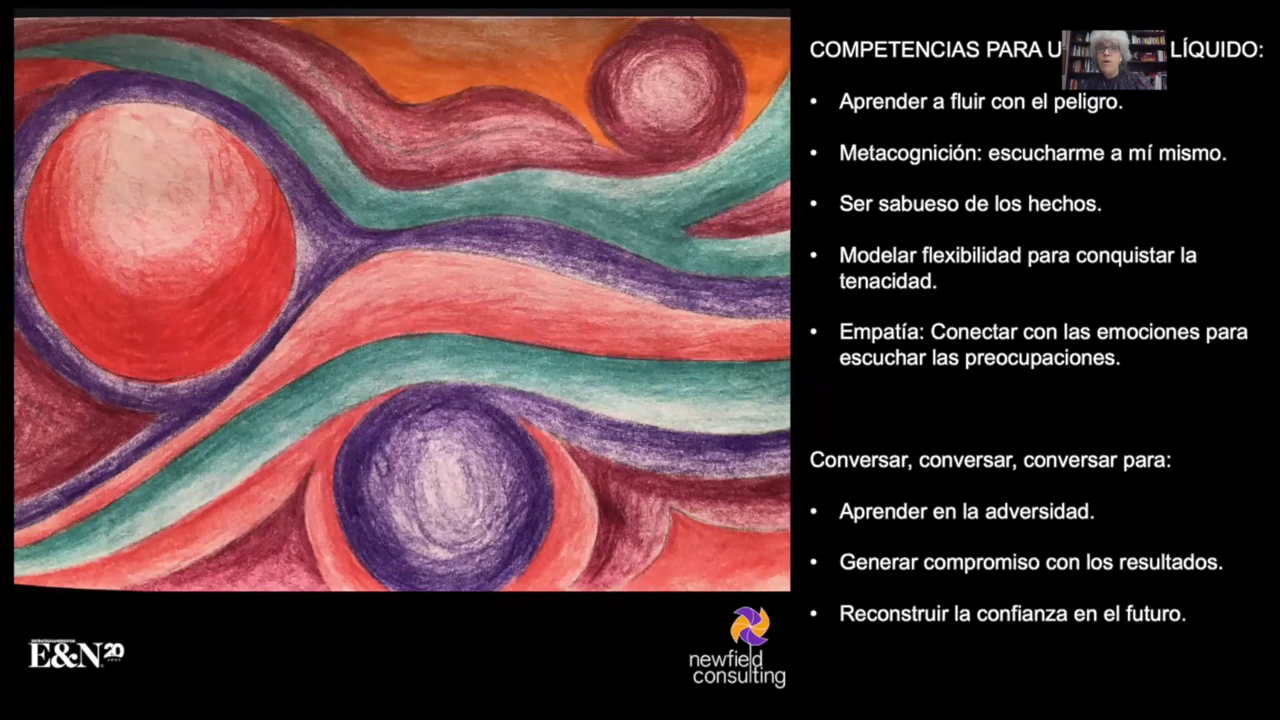 COMPETENCIAS PARA U LÍQUIDO:
• Aprender a fluir con el peligro.
• Metacognición: escucharme a mí mismo.
• Ser sabueso de los hechos.
• Modelar flexibilidad para conquistar la
tenacidad.
• Empatía: Conectar con las emociones para
escuchar las preocupaciones.
Conversar, conversar, conversar para:
• Aprender en la adversidad.
• Generar compromiso con los resultados.
• Reconstruir la confianza en el futuro.
E&N 20
newfield
consulting